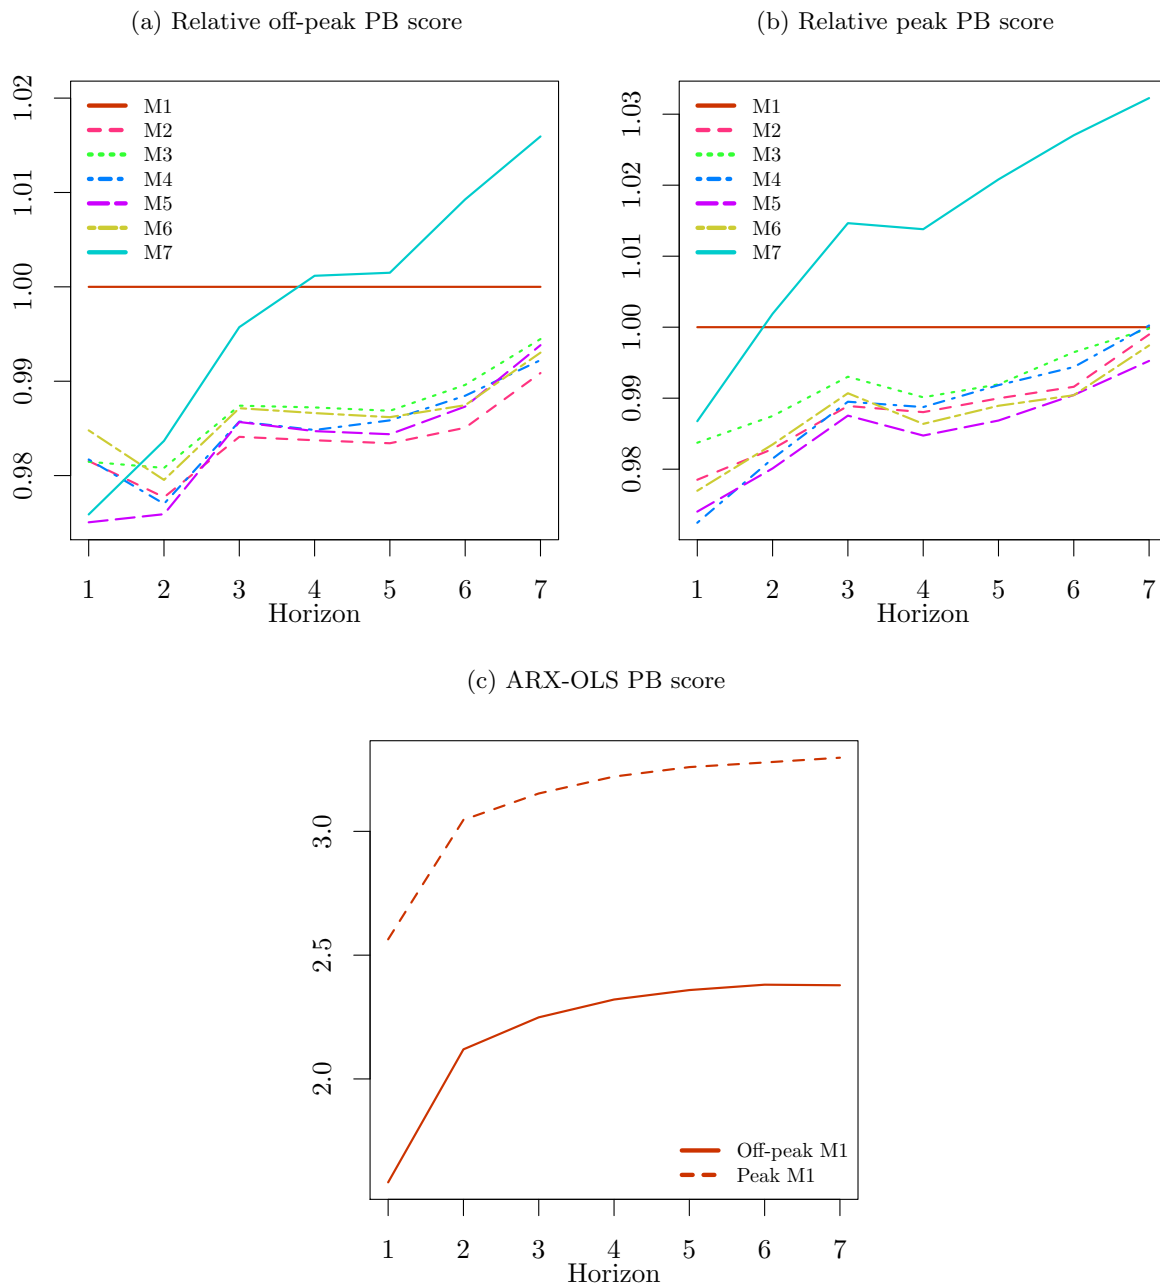 (a) Relative off-peak PB score
1.02
1.01
1.00
0.99
0.98
M1
M2
M3
M4
M5
M6
M7
1 2 3 4 5 6 7
Horizon
(b) Relative peak PB score
1.03
1.02
1.01
1.00
0.99
0.98
M1
M2
M3
M4
M5
M6
M7
1 2 3 4 5 6 7
Horizon
(c) ARX-OLS PB score
3.0
2.5
2.0
Off-peak M1
Peak M1
1 2 3 4 5 6 7
Horizon